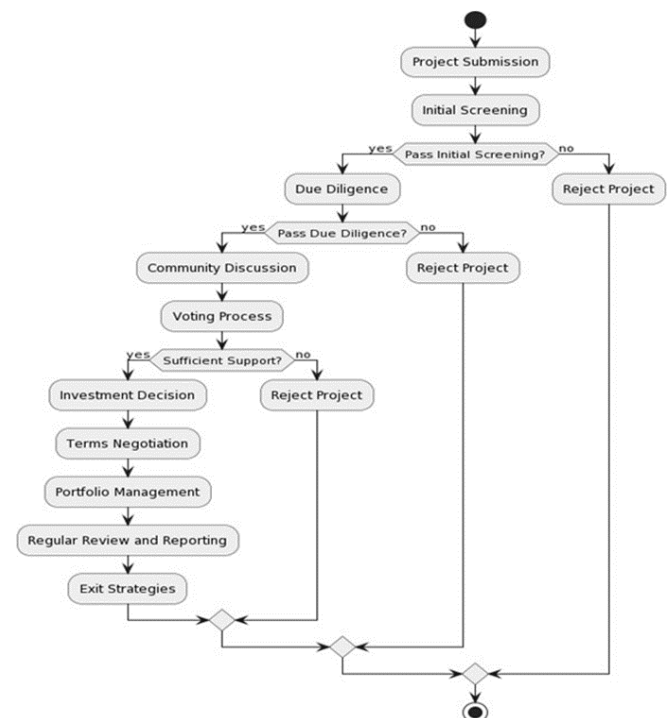 Project Submission
Initial Screening
yes Pass Initial Screening? no
Due Diligence Reject Project
yes Pass Due Diligence? no
Community Discussion Reject Project
Voting Process
yes Sufficient Support? no
Investment Decision Reject Project
Terms Negotiation
Portfolio Management
Regular Review and Reporting
Exit Strategies